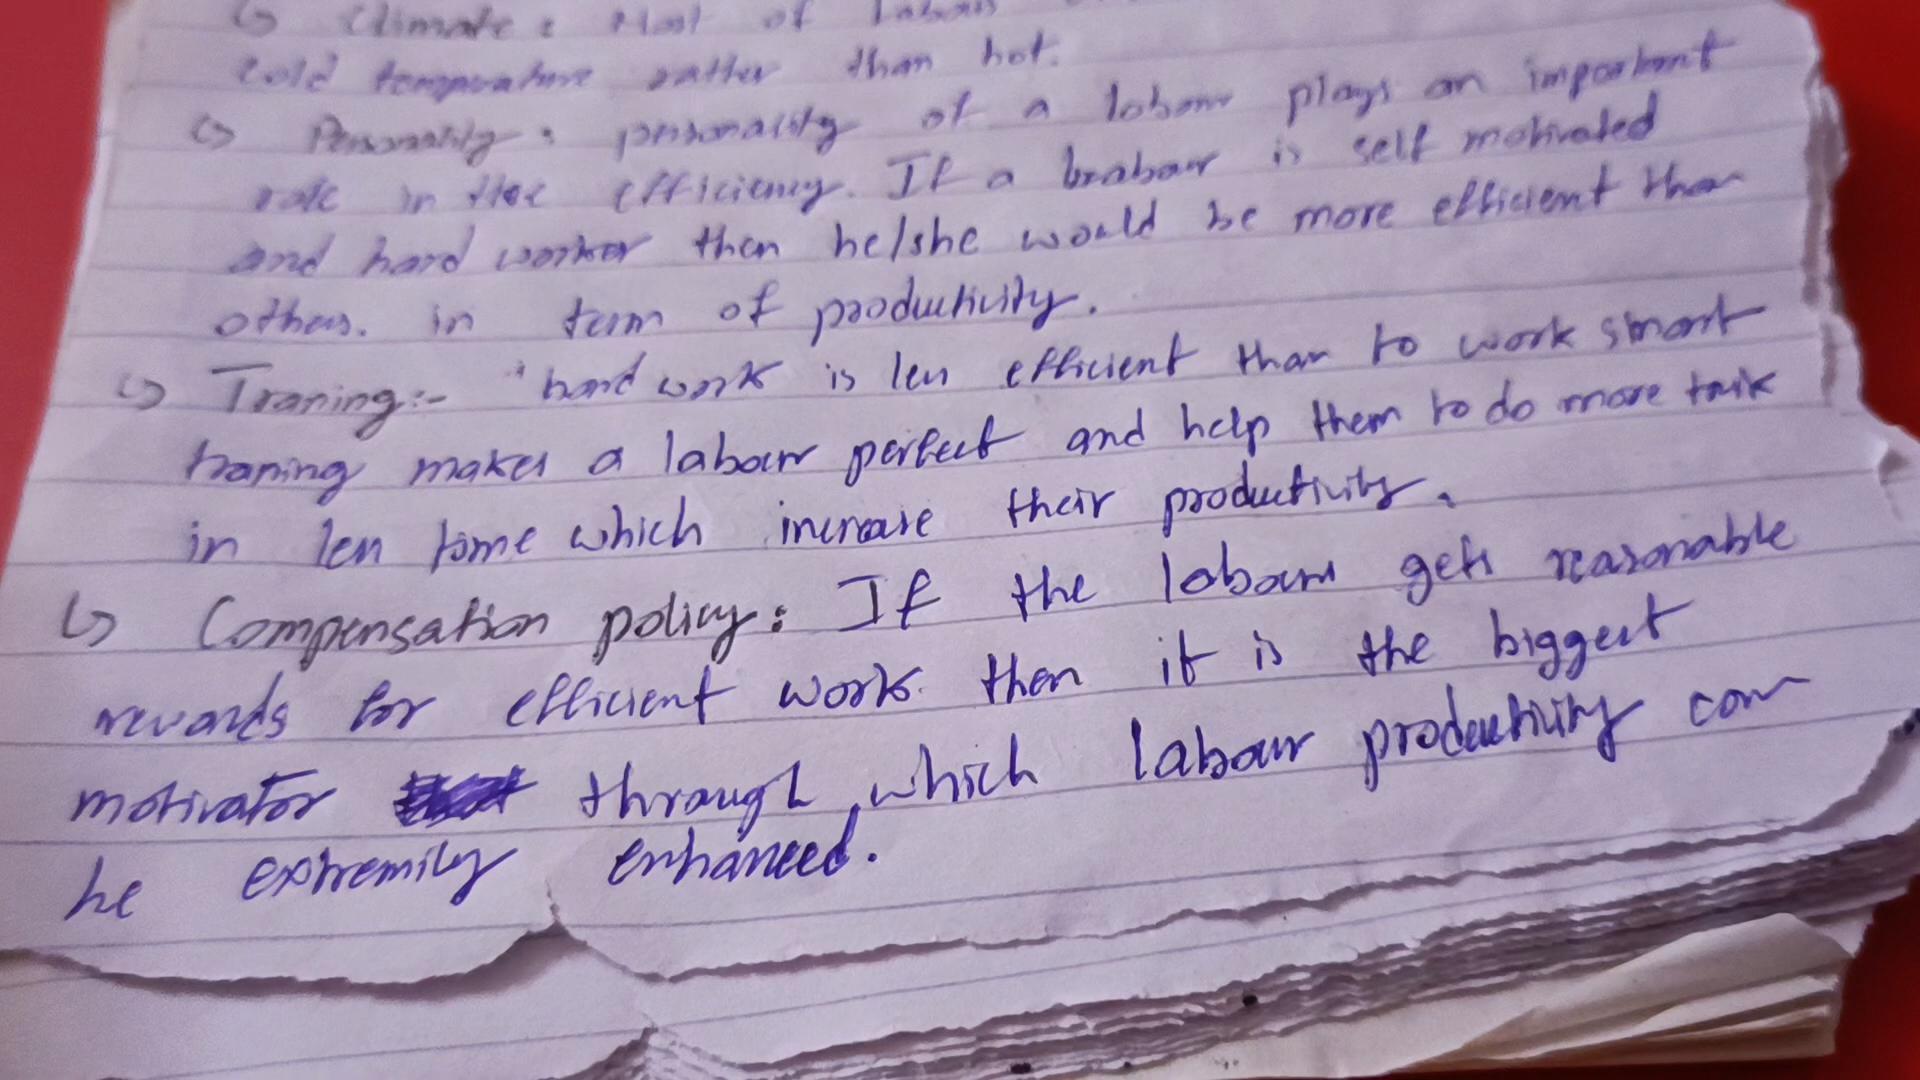 ↳ Climate : Most of labours
cold temperature rather than hot.
↳ Personality : personality of a labour plays an important
role in the efficiency. If a brabour is self motivated
and hard worker then he/she would be more efficient than
others. in term of productivity.
↳ Traning:- "hard work is less efficient than to work smart
traning makes a labour perfect and help them to do more task
in less time which increase their productivity.
↳ Compensation policy : If the labours gets reasonable
rewards for efficient work then it is the biggest
motivator through which labour productivity can
be extremily enhanced.